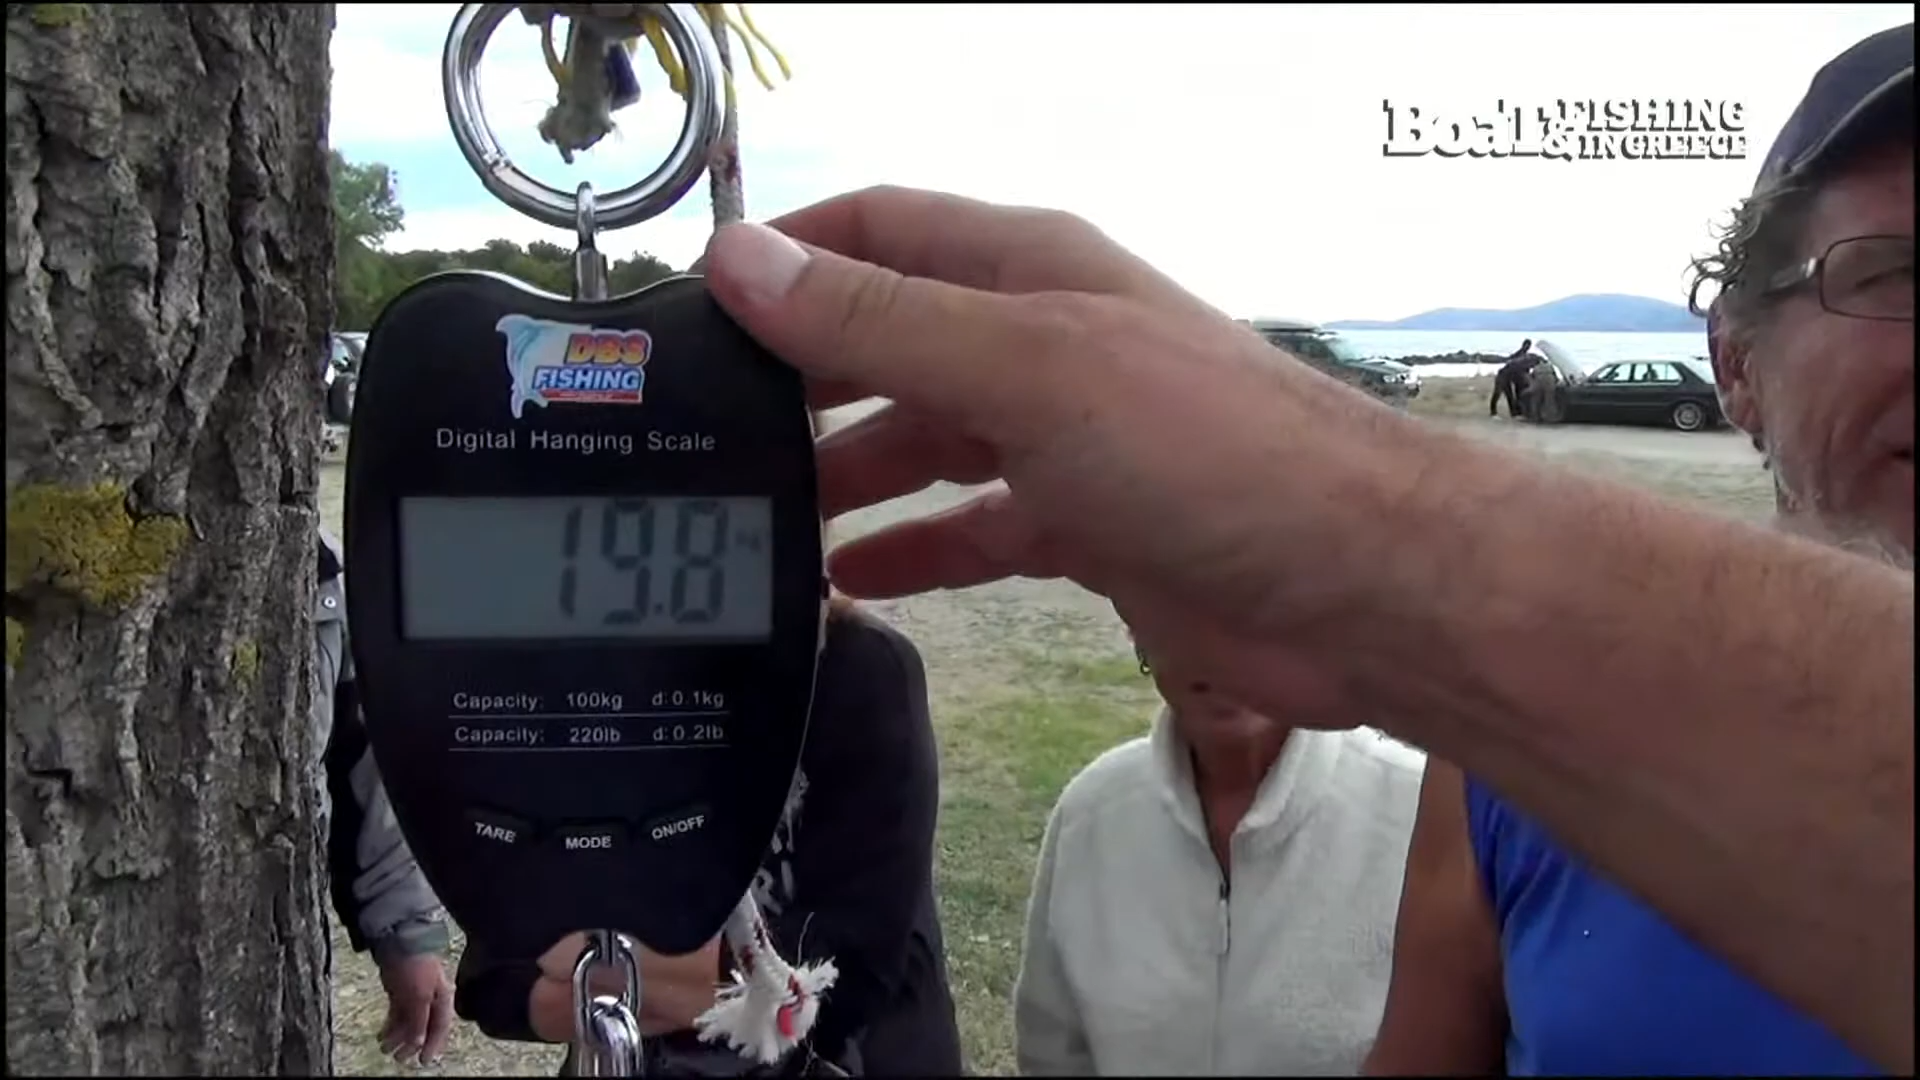 Boat & FISHING
IN GREECE
DBS
FISHING
Digital Hanging Scale
19.8
Capacity: 100kg d:0.1kg
Capacity: 220lb d:0.2lb
TARE MODE ON/OFF